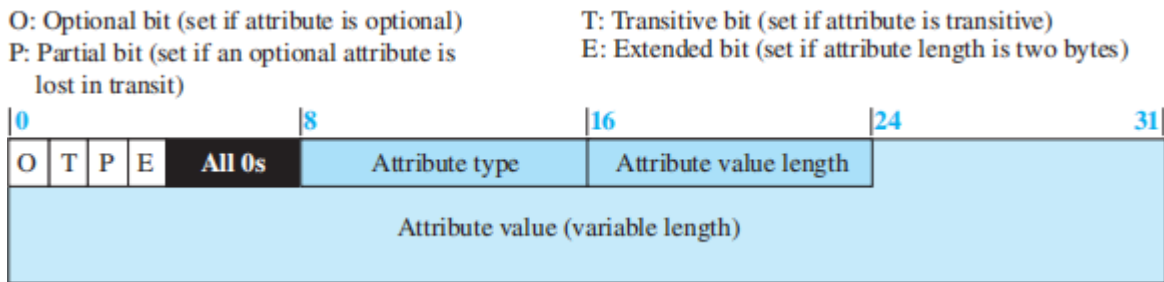 O: Optional bit (set if attribute is optional)
P: Partial bit (set if an optional attribute is
lost in transit)
T: Transitive bit (set if attribute is transitive)
E: Extended bit (set if attribute length is two bytes)
0 8 16 24 31
O T P E All 0s Attribute type Attribute value length
Attribute value (variable length)